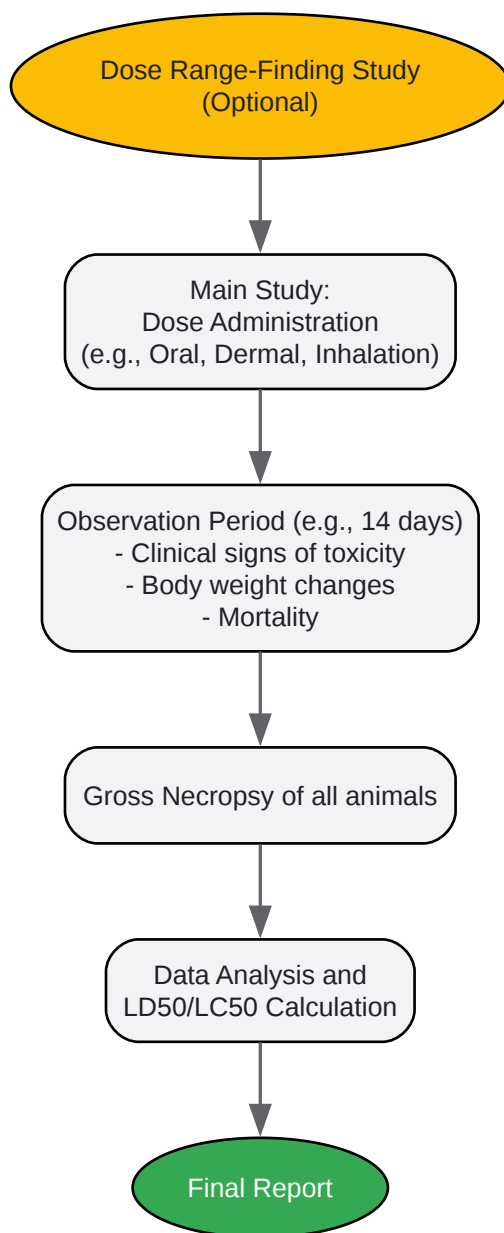 Dose Range-Finding Study
(Optional)
Main Study:
Dose Administration
(e.g., Oral, Dermal, Inhalation)
Observation Period (e.g., 14 days)
- Clinical signs of toxicity
- Body weight changes
- Mortality
Gross Necropsy of all animals
Data Analysis and
LD50/LC50 Calculation
Final Report